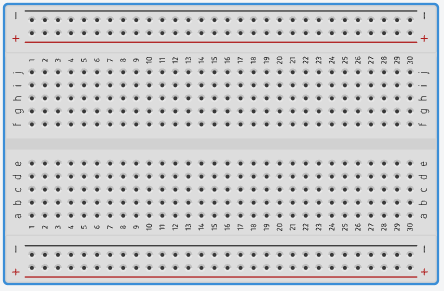 − −
+ +
1 2 3 4 5 6 7 8 9 10 11 12 13 14 15 16 17 18 19 20 21 22 23 24 25 26 27 28 29 30
j j
i i
h h
g g
f f
e e
d d
c c
b b
a a
1 2 3 4 5 6 7 8 9 10 11 12 13 14 15 16 17 18 19 20 21 22 23 24 25 26 27 28 29 30
− −
+ +